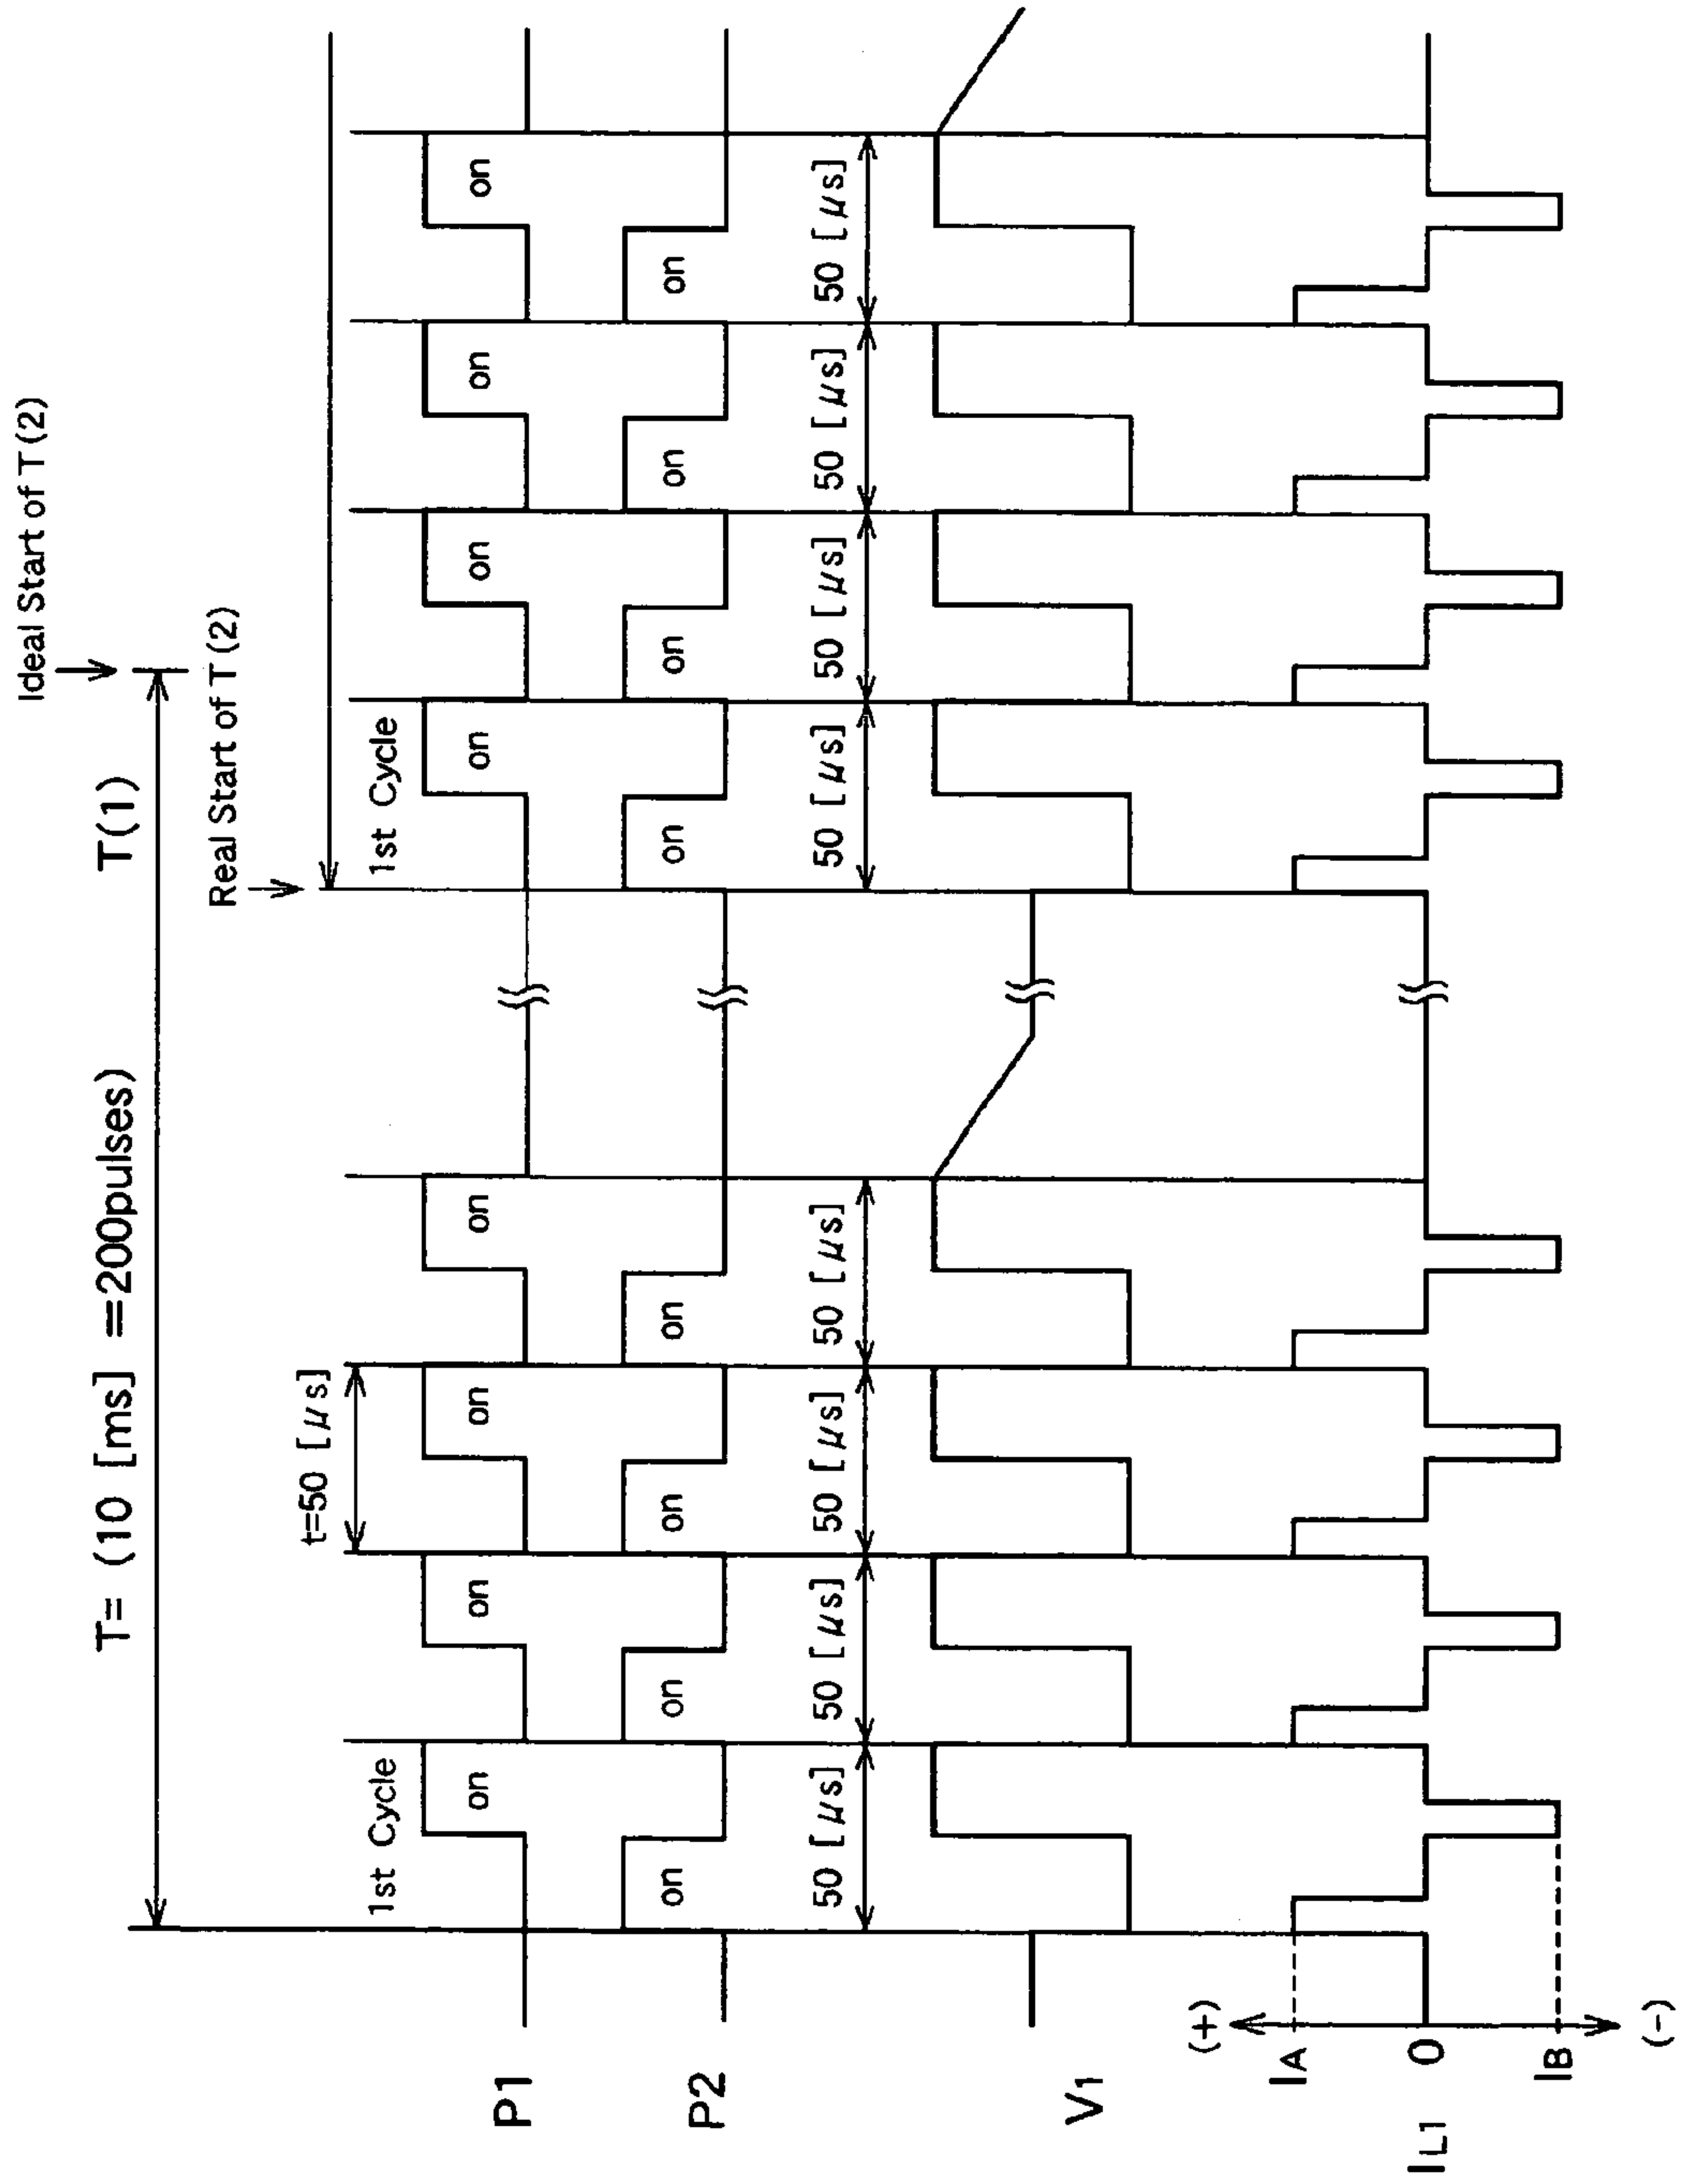 Ideal Start of T(2)
T= (10 [ms] =200pulses) T(1)
Real Start of T(2)
t=50 [μs]
1st Cycle 1st Cycle
P1 on on on on on on on on
P2 on on on on on on on on
50 [μs] 50 [μs] 50 [μs] 50 [μs] 50 [μs] 50 [μs] 50 [μs] 50 [μs]
V1
(+)
IA
IL1 0
IB
(-)